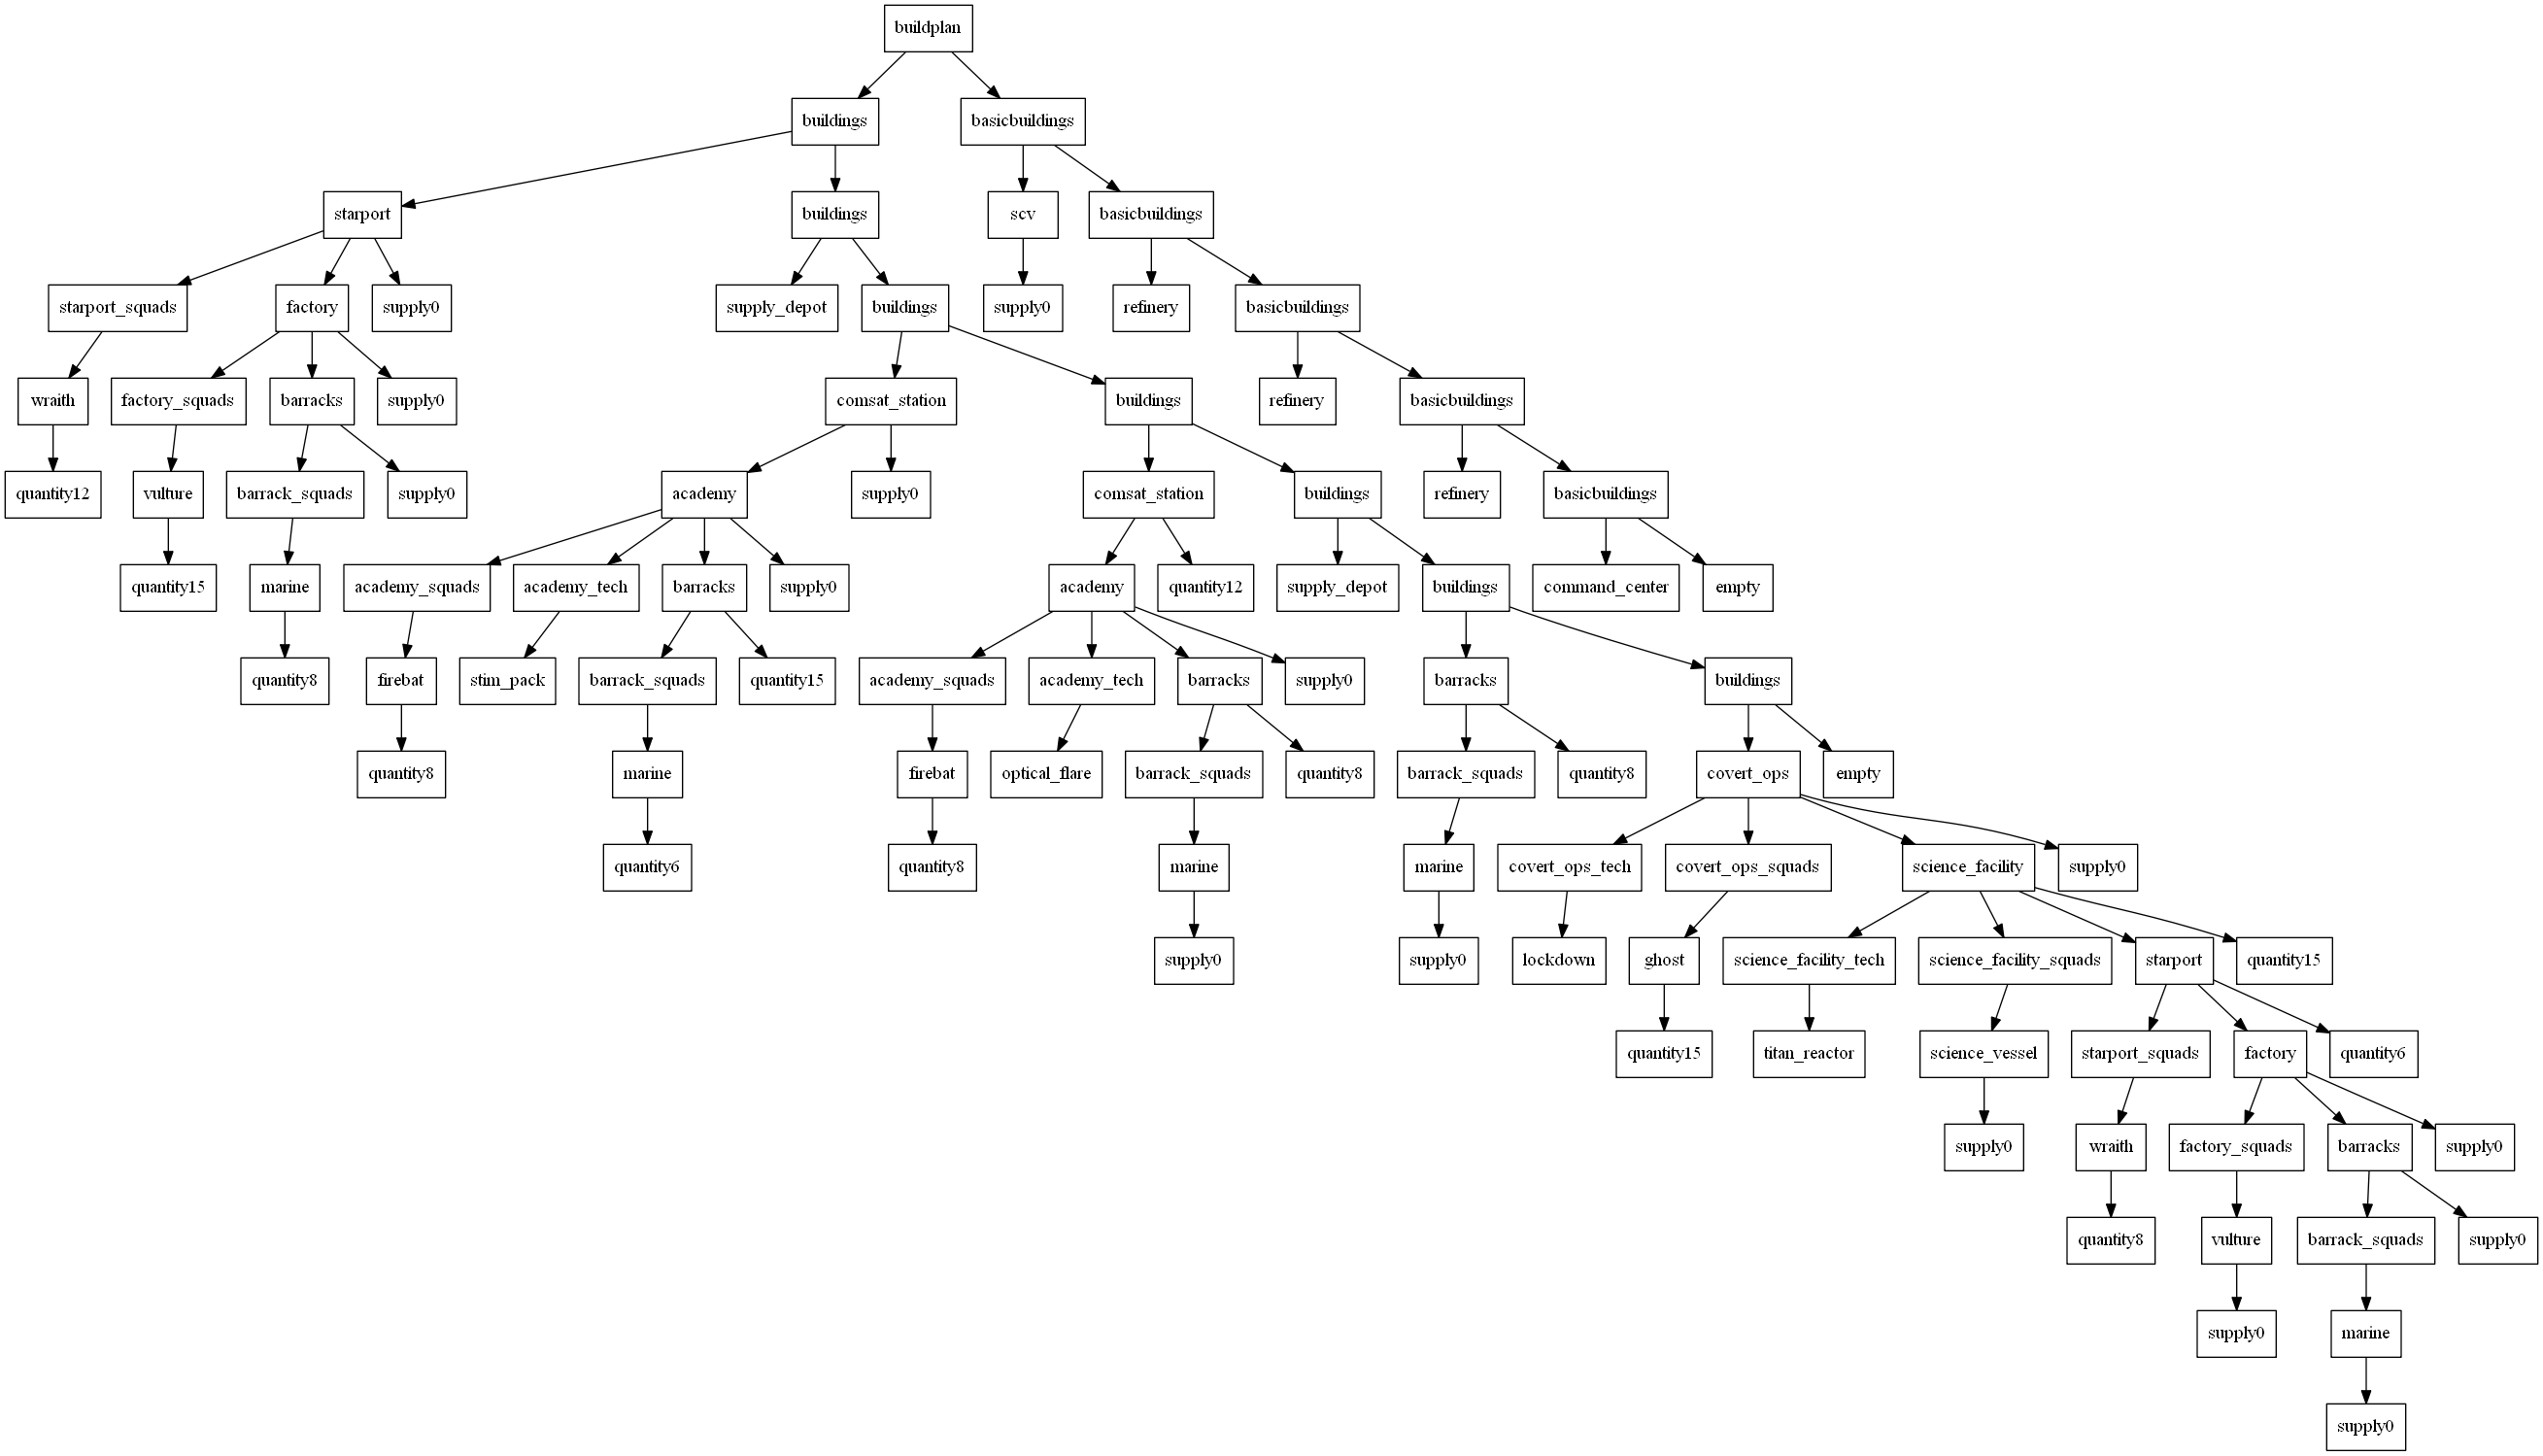 buildplan
buildings
basicbuildings
starport
buildings
scv
basicbuildings
starport_squads
factory
supply0
supply_depot
buildings
supply0
refinery
basicbuildings
wraith
factory_squads
barracks
supply0
comsat_station
buildings
refinery
basicbuildings
quantity12
vulture
barrack_squads
supply0
academy
supply0
comsat_station
buildings
refinery
basicbuildings
quantity15
marine
academy_squads
academy_tech
barracks
supply0
academy
quantity12
supply_depot
buildings
command_center
empty
quantity8
firebat
stim_pack
barrack_squads
quantity15
academy_squads
academy_tech
barracks
supply0
barracks
buildings
quantity8
marine
firebat
optical_flare
barrack_squads
quantity8
barrack_squads
quantity8
covert_ops
empty
quantity6
quantity8
marine
marine
covert_ops_tech
covert_ops_squads
science_facility
supply0
supply0
supply0
lockdown
ghost
science_facility_tech
science_facility_squads
starport
quantity15
quantity15
titan_reactor
science_vessel
starport_squads
factory
quantity6
supply0
wraith
factory_squads
barracks
supply0
quantity8
vulture
barrack_squads
supply0
supply0
marine
supply0